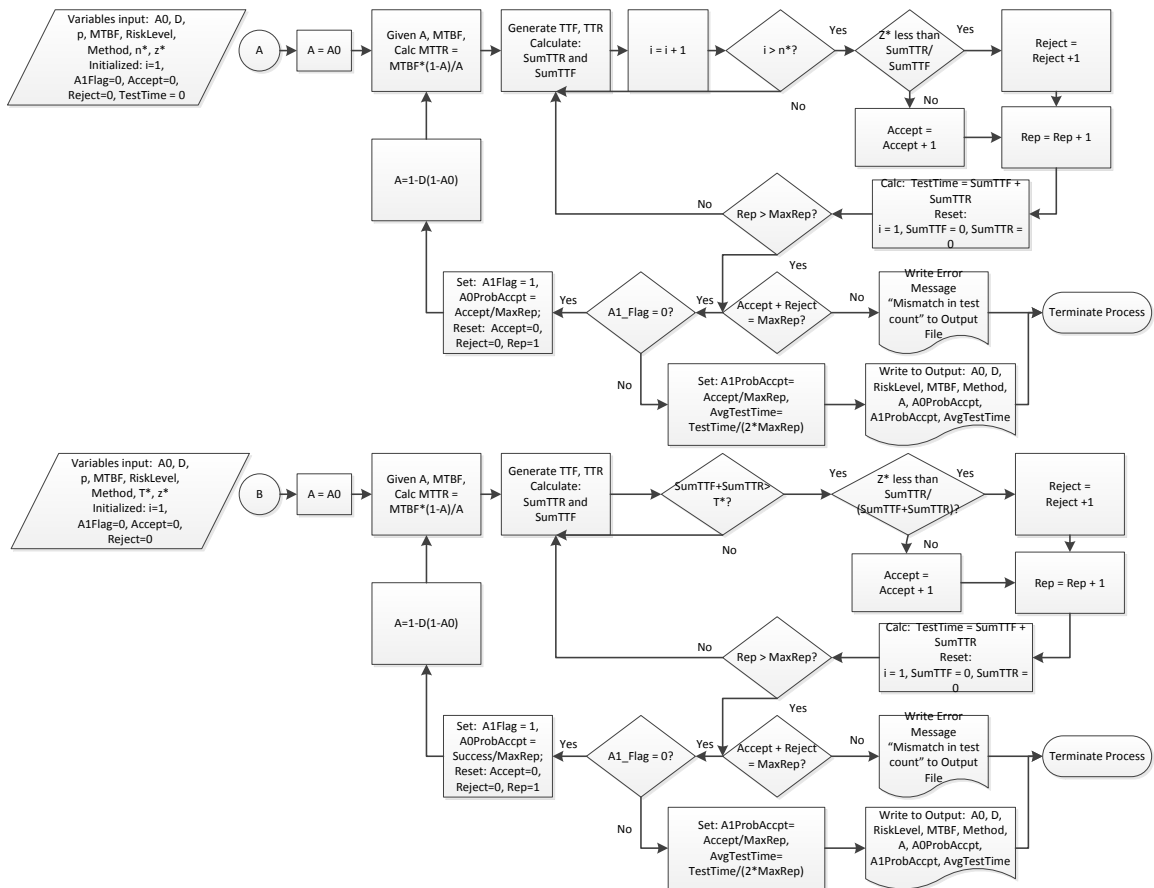 Variables input:  A0, D,
p, MTBF, RiskLevel,
Method, n*, z*
Initialized: i=1,
A1Flag=0, Accept=0,
Reject=0, TestTime = 0
A
A = A0
Given A, MTBF,
Calc MTTR =
MTBF*(1-A)/A
Generate TTF, TTR
Calculate:
SumTTR and
SumTTF
i = i + 1
i > n*?
Yes
No
Z* less than
SumTTR/
SumTTF
Yes
No
Reject =
Reject +1
Accept =
Accept + 1
Rep = Rep + 1
A=1-D(1-A0)
No
Rep > MaxRep?
Calc:  TestTime = SumTTF +
SumTTR
Reset:
i = 1, SumTTF = 0, SumTTR =
0
Yes
Set:  A1Flag = 1,
A0ProbAccpt =
Accept/MaxRep;
Reset:  Accept=0,
Reject=0, Rep=1
Yes
A1_Flag = 0?
Yes
Accept + Reject
= MaxRep?
No
Write Error
Message
“Mismatch in test
count” to Output
File
Terminate Process
No
Set: A1ProbAccpt=
Accept/MaxRep,
AvgTestTime=
TestTime/(2*MaxRep)
Write to Output:  A0, D,
RiskLevel, MTBF, Method,
A, A0ProbAccpt,
A1ProbAccpt, AvgTestTime
Variables input:  A0, D,
p, MTBF, RiskLevel,
Method, T*, z*
Initialized: i=1,
A1Flag=0, Accept=0,
Reject=0
B
A = A0
Given A, MTBF,
Calc MTTR =
MTBF*(1-A)/A
Generate TTF, TTR
Calculate:
SumTTR and
SumTTF
SumTTF+SumTTR>
T*?
Yes
No
Z* less than
SumTTR/
(SumTTF+SumTTR)?
Yes
No
Reject =
Reject +1
Accept =
Accept + 1
Rep = Rep + 1
A=1-D(1-A0)
No
Rep > MaxRep?
Calc:  TestTime = SumTTF +
SumTTR
Reset:
i = 1, SumTTF = 0, SumTTR =
0
Yes
Set:  A1Flag = 1,
A0ProbAccpt =
Success/MaxRep;
Reset: Accept=0,
Reject=0, Rep=1
Yes
A1_Flag = 0?
Yes
Accept + Reject
= MaxRep?
No
Write Error
Message
“Mismatch in test
count” to Output
File
Terminate Process
No
Set: A1ProbAccpt=
Accept/MaxRep,
AvgTestTime=
TestTime/(2*MaxRep)
Write to Output:  A0, D,
RiskLevel, MTBF, Method,
A, A0ProbAccpt,
A1ProbAccpt, AvgTestTime